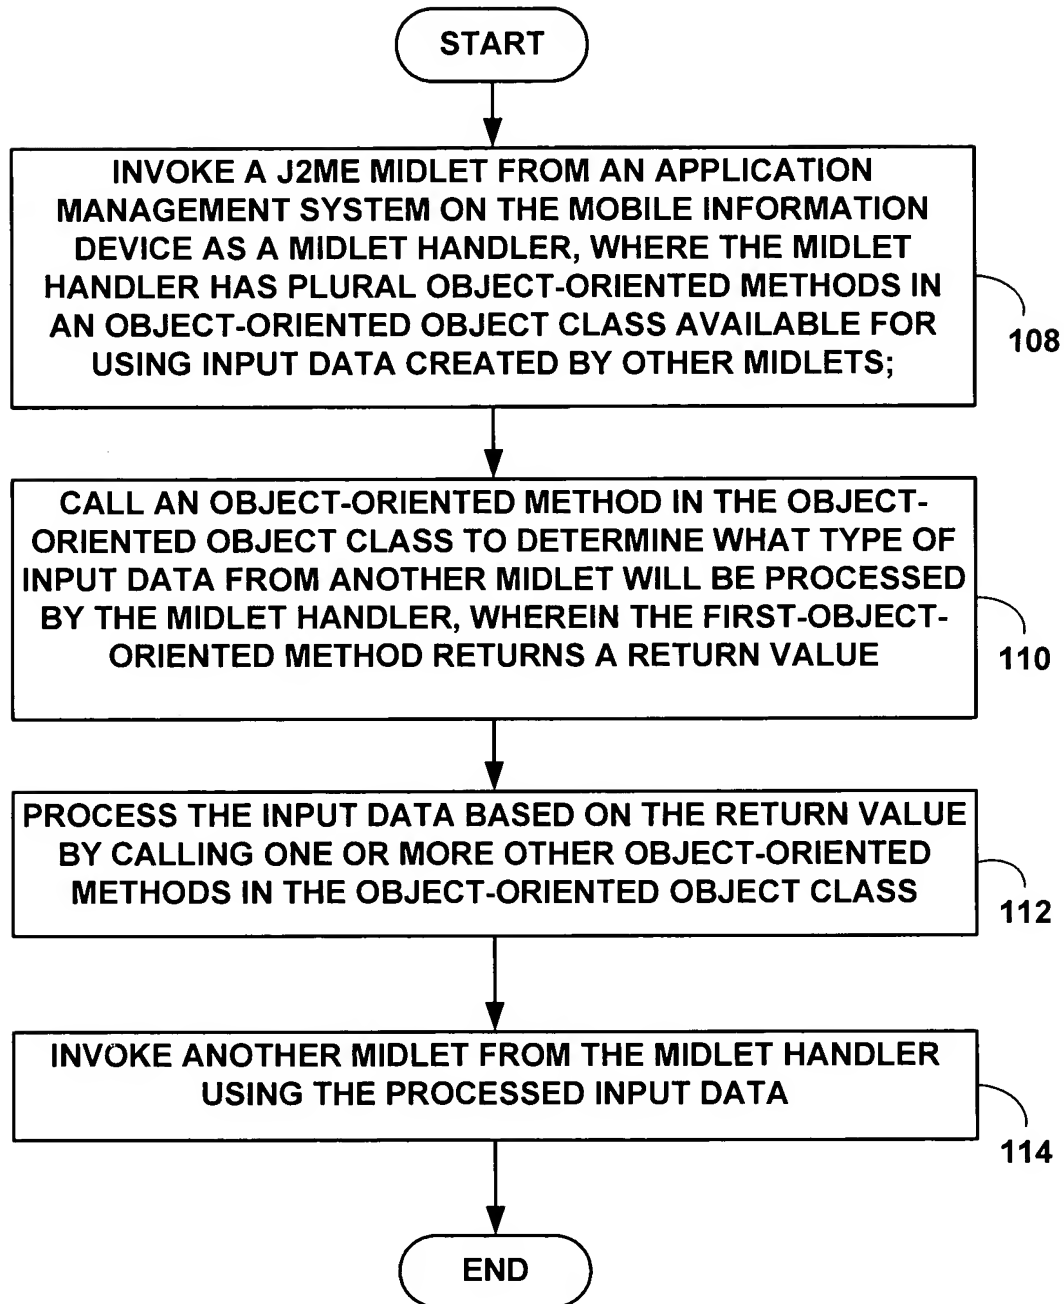 START
INVOKE A J2ME MIDLET FROM AN APPLICATION
MANAGEMENT SYSTEM ON THE MOBILE INFORMATION
DEVICE AS A MIDLET HANDLER, WHERE THE MIDLET
HANDLER HAS PLURAL OBJECT-ORIENTED METHODS IN
AN OBJECT-ORIENTED OBJECT CLASS AVAILABLE FOR
USING INPUT DATA CREATED BY OTHER MIDLETS;
108
CALL AN OBJECT-ORIENTED METHOD IN THE OBJECT-
ORIENTED OBJECT CLASS TO DETERMINE WHAT TYPE OF
INPUT DATA FROM ANOTHER MIDLET WILL BE PROCESSED
BY THE MIDLET HANDLER, WHEREIN THE FIRST-OBJECT-
ORIENTED METHOD RETURNS A RETURN VALUE
110
PROCESS THE INPUT DATA BASED ON THE RETURN VALUE
BY CALLING ONE OR MORE OTHER OBJECT-ORIENTED
METHODS IN THE OBJECT-ORIENTED OBJECT CLASS
112
INVOKE ANOTHER MIDLET FROM THE MIDLET HANDLER
USING THE PROCESSED INPUT DATA
114
END